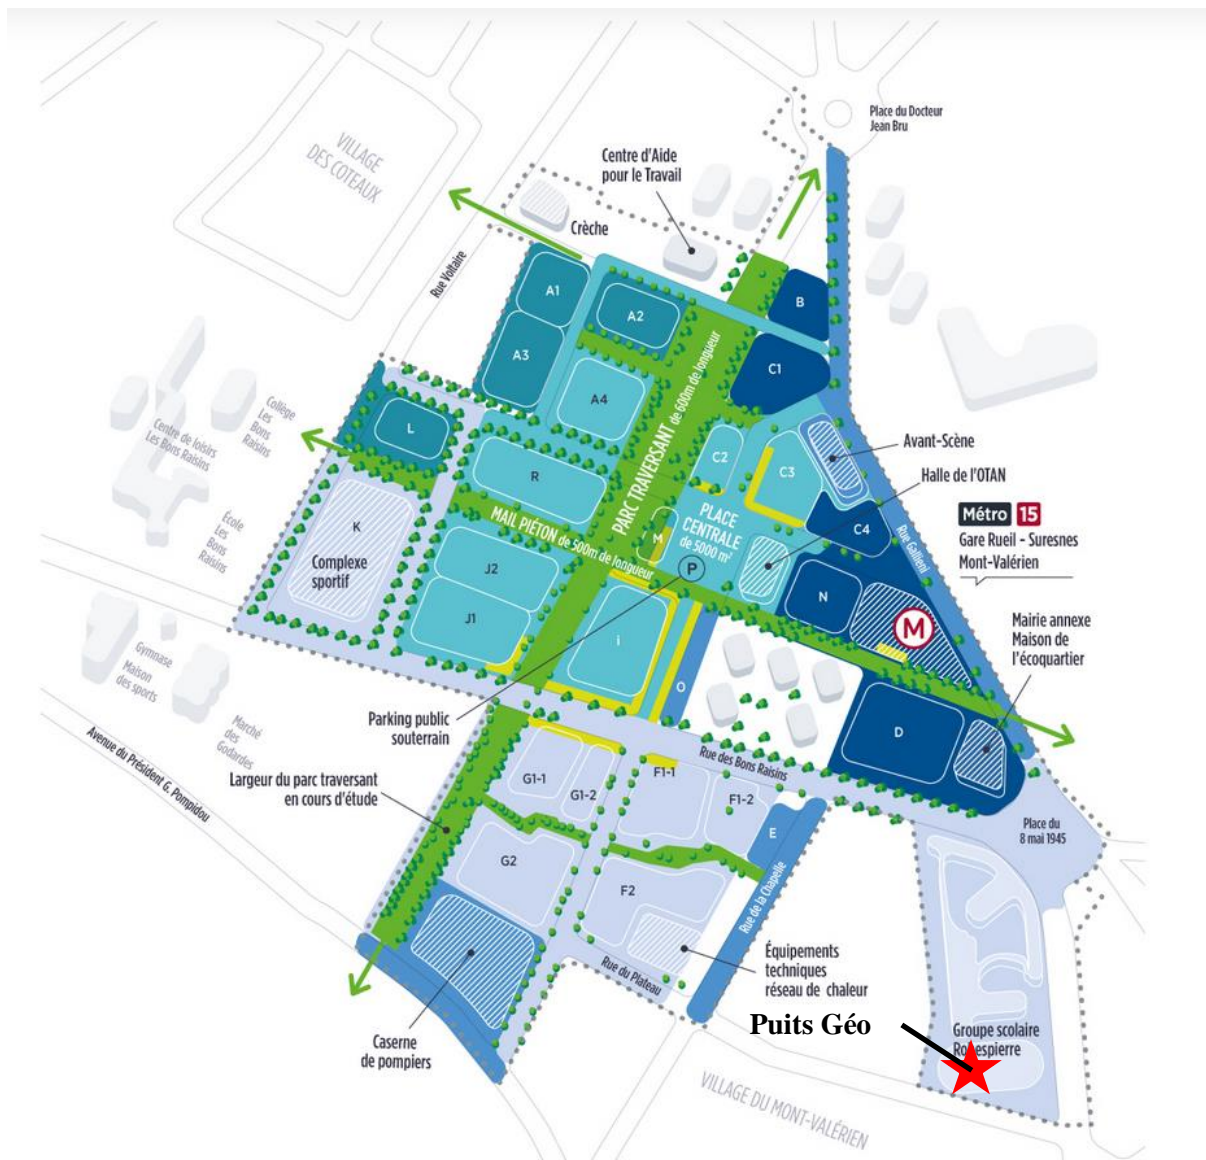 Place du Docteur
Jean Bru
VILLAGE
DES COTEAUX
Centre d'Aide
pour le Travail
Crèche
Rue Voltaire
A1
A2
A3
A4
B
C1
L
R
C2
C3
C4
PARC TRAVERSANT de 600m de longueur
MAIL PIÉTON de 500m de longueur
PLACE
CENTRALE
de 5000 m²
Avant-Scène
Halle de l'OTAN
Métro 15
Gare Rueil - Suresnes
Mont-Valérien
Rue Gallieni
Collège
Les
Bons
Raisins
Centre de loisirs
Les Bons Raisins
École
Les
Bons
Raisins
K
Complexe
sportif
J2
J1
M
P
i
O
N
M
Mairie annexe
Maison de
l'écoquartier
D
Gymnase
Maison
des sports
Marché
des
Godardes
Avenue du Président G. Pompidou
Parking public
souterrain
Largeur du parc traversant
en cours d'étude
Rue des Bons Raisins
G1-1
G1-2
F1-1
F1-2
E
G2
F2
Place du
8 mai 1945
Rue de la Chapelle
Rue du Plateau
Équipements
techniques
réseau de chaleur
Caserne
de pompiers
Puits Géo
Groupe scolaire
Robespierre
VILLAGE DU MONT-VALÉRIEN